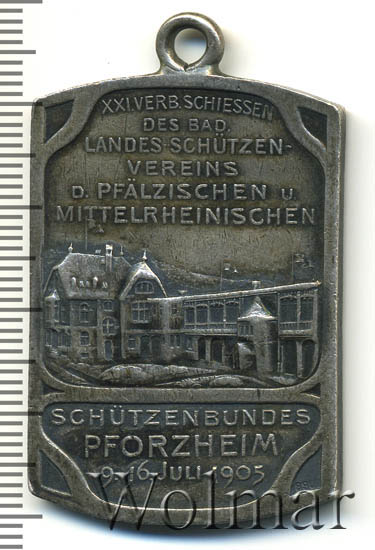 XXI. VERB. SCHIESSEN
DES BAD.
LANDES-SCHÜTZEN-
VEREINS
D. PFÄLZISCHEN U.
MITTELRHEINISCHEN
SCHÜTZENBUNDES
PFORZHEIM
9.-16. JULI 1905
Wolmar